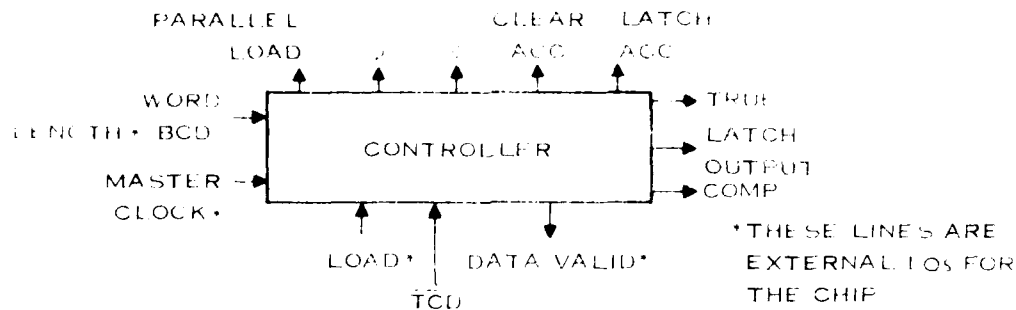 PARALLEL
LOAD
CLEAR
ACC
LATCH
ACC
WORD
LENGTH* BCD
MASTER
CLOCK*
CONTROLLER
TRUE
LATCH
OUTPUT
COMP
LOAD*
TCD
DATA VALID*
*THESE LINES ARE
EXTERNAL I/Os FOR
THE CHIP